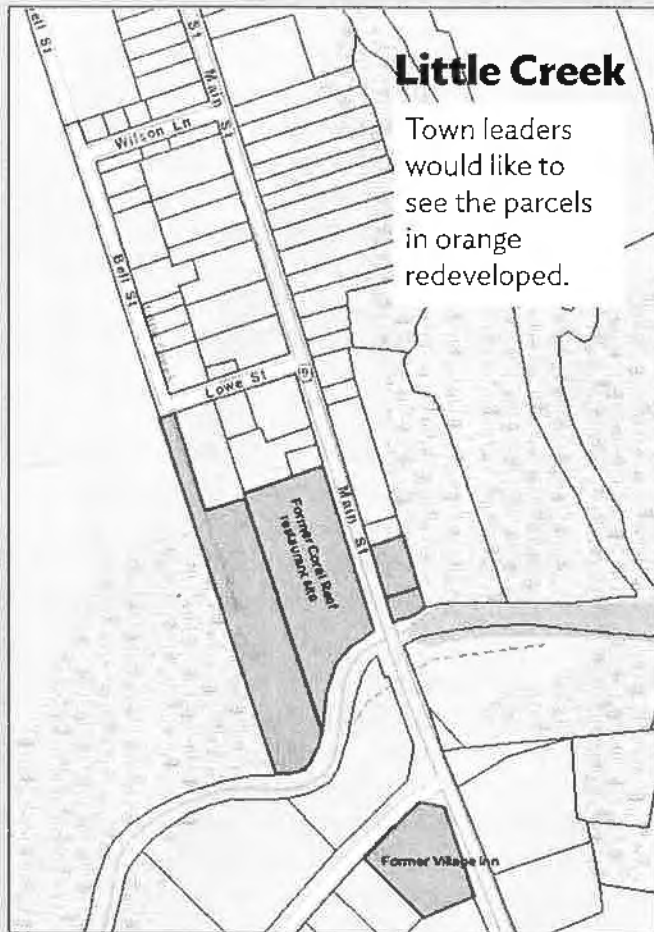 Little Creek
Town leaders
would like to
see the parcels
in orange
redeveloped.
St
Main St
Wilson Ln
Bell St
Lowe St
9
Main St
Former Coral Reef
restaurant site
Former Village Inn